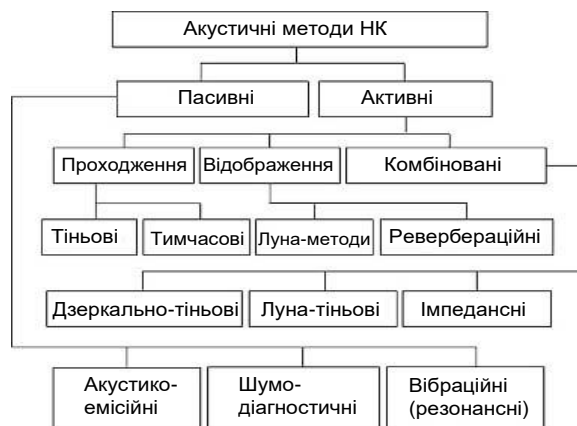 Акустичні методи НК
Пасивні
Активні
Проходження
Відображення
Комбіновані
Тіньові
Тимчасові
Луна-методи
Ревербераційні
Дзеркально-тіньові
Луна-тіньові
Імпедансні
Акустико-
емісійні
Шумо-
діагностичні
Вібраційні
(резонансні)